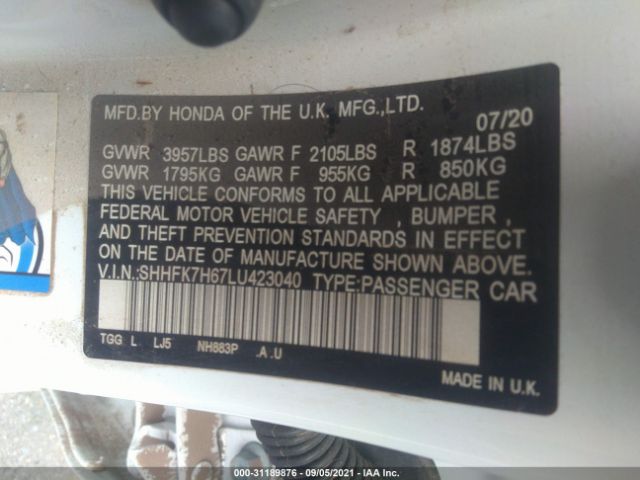 MFD.BY HONDA OF THE U.K. MFG.,LTD.
07/20
GVWR 3957LBS GAWR F 2105LBS R 1874LBS
GVWR 1795KG GAWR F 955KG R 850KG
THIS VEHICLE CONFORMS TO ALL APPLICABLE
FEDERAL MOTOR VEHICLE SAFETY , BUMPER ,
AND THEFT PREVENTION STANDARDS IN EFFECT
ON THE DATE OF MANUFACTURE SHOWN ABOVE.
V.I.N.:SHHFK7H67LU423040 TYPE:PASSENGER CAR
TGG L LJ5 NH883P .A .U
MADE IN U.K.
000-31189876 - 09/05/2021 - IAA Inc.